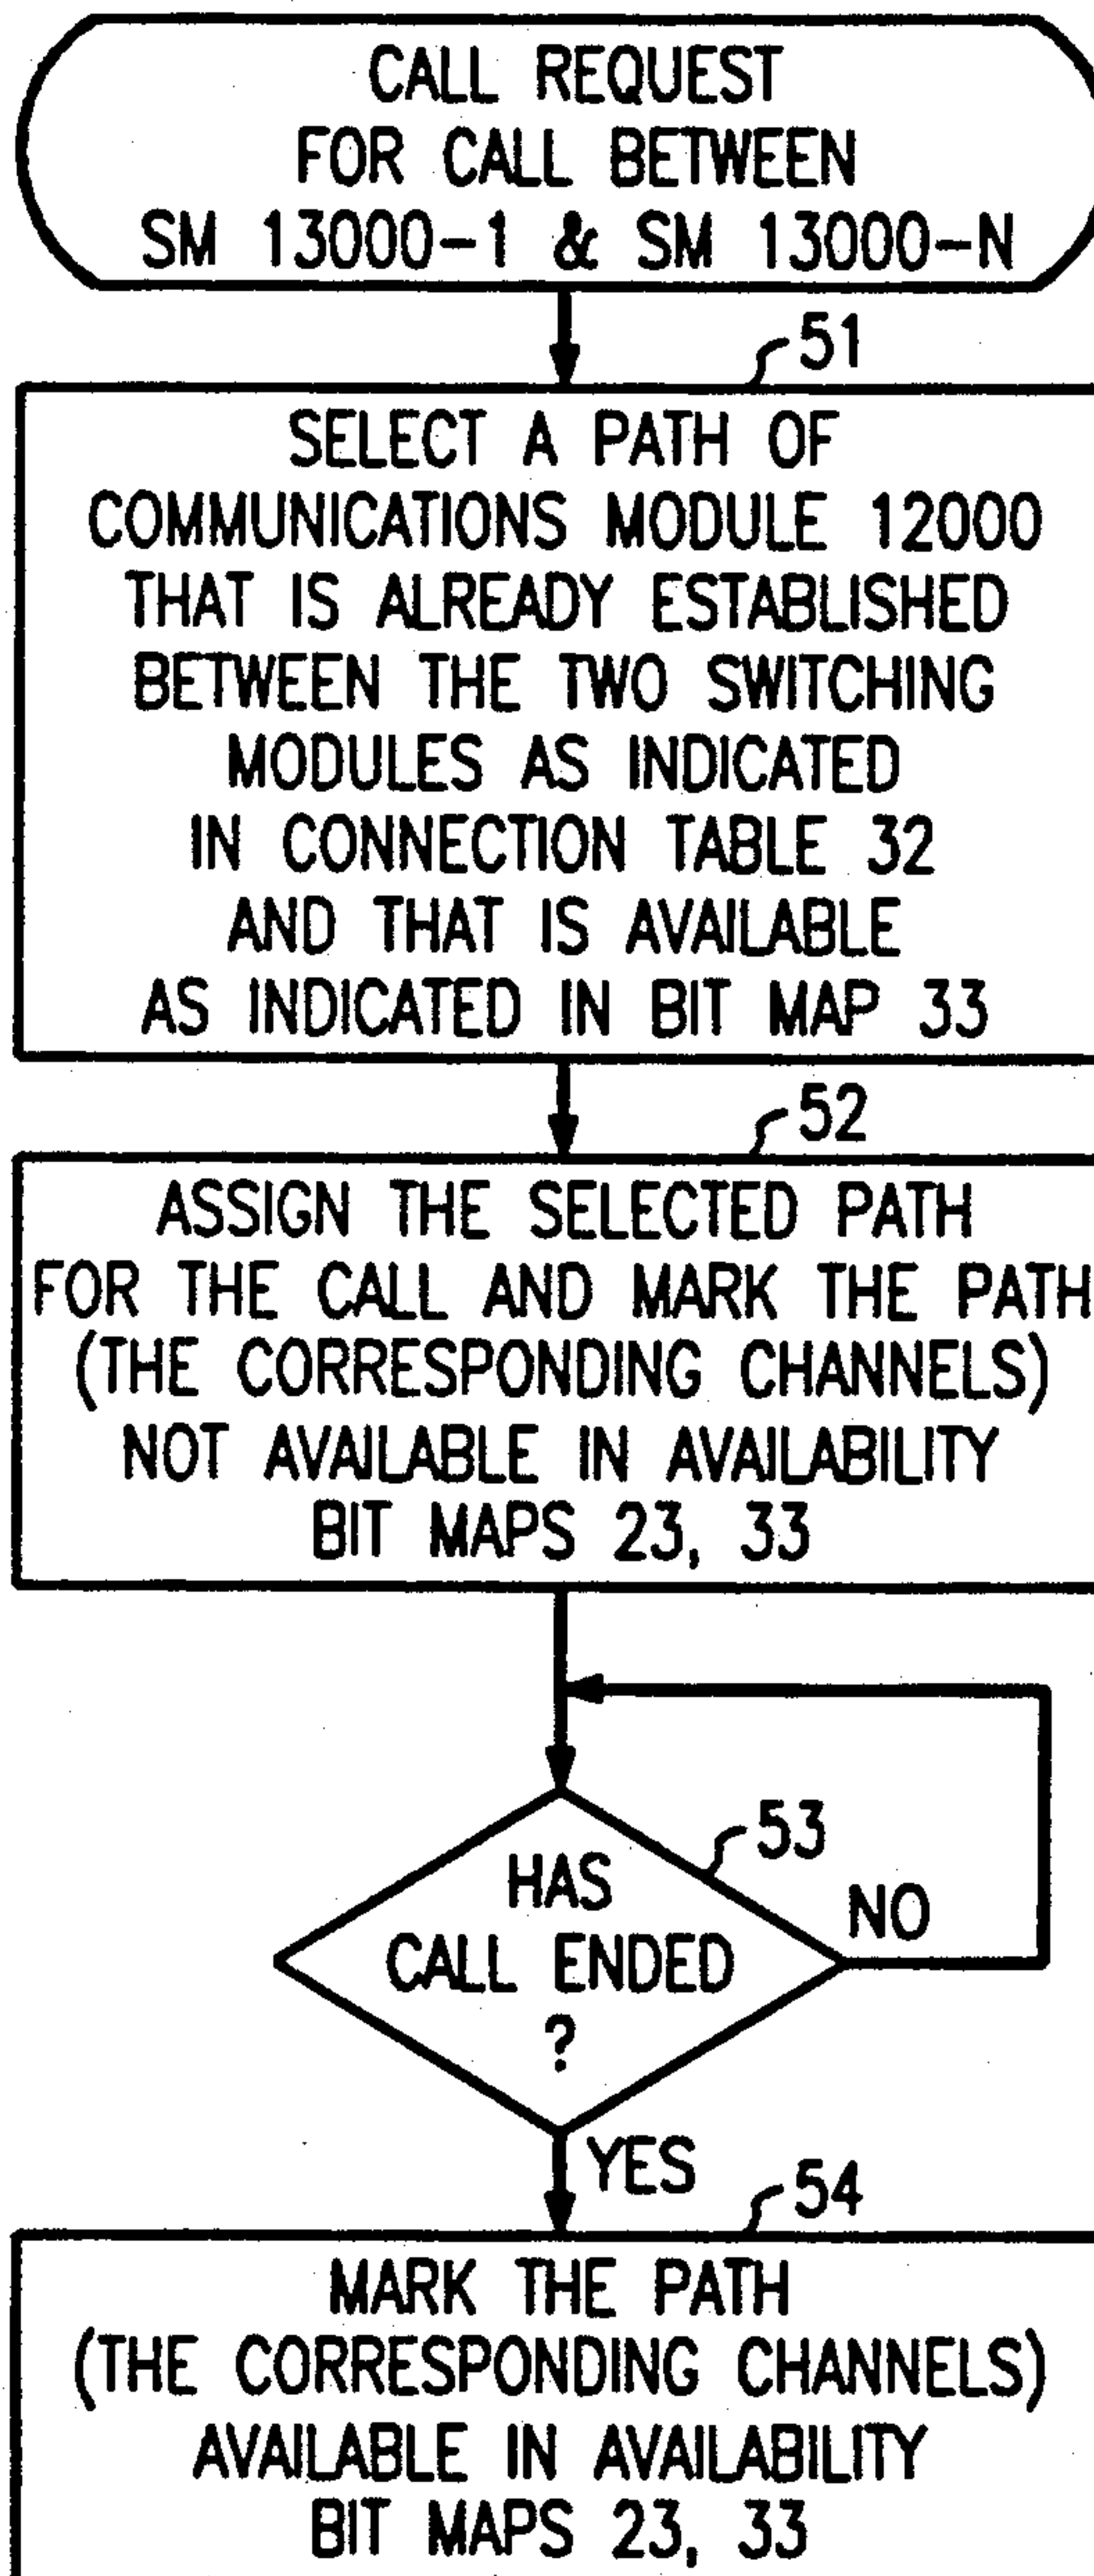 CALL REQUEST
FOR CALL BETWEEN
SM 13000-1 & SM 13000-N
51
SELECT A PATH OF
COMMUNICATIONS MODULE 12000
THAT IS ALREADY ESTABLISHED
BETWEEN THE TWO SWITCHING
MODULES AS INDICATED
IN CONNECTION TABLE 32
AND THAT IS AVAILABLE
AS INDICATED IN BIT MAP 33
52
ASSIGN THE SELECTED PATH
FOR THE CALL AND MARK THE PATH
(THE CORRESPONDING CHANNELS)
NOT AVAILABLE IN AVAILABILITY
BIT MAPS 23, 33
53
HAS
CALL ENDED
?
NO
YES
54
MARK THE PATH
(THE CORRESPONDING CHANNELS)
AVAILABLE IN AVAILABILITY
BIT MAPS 23, 33